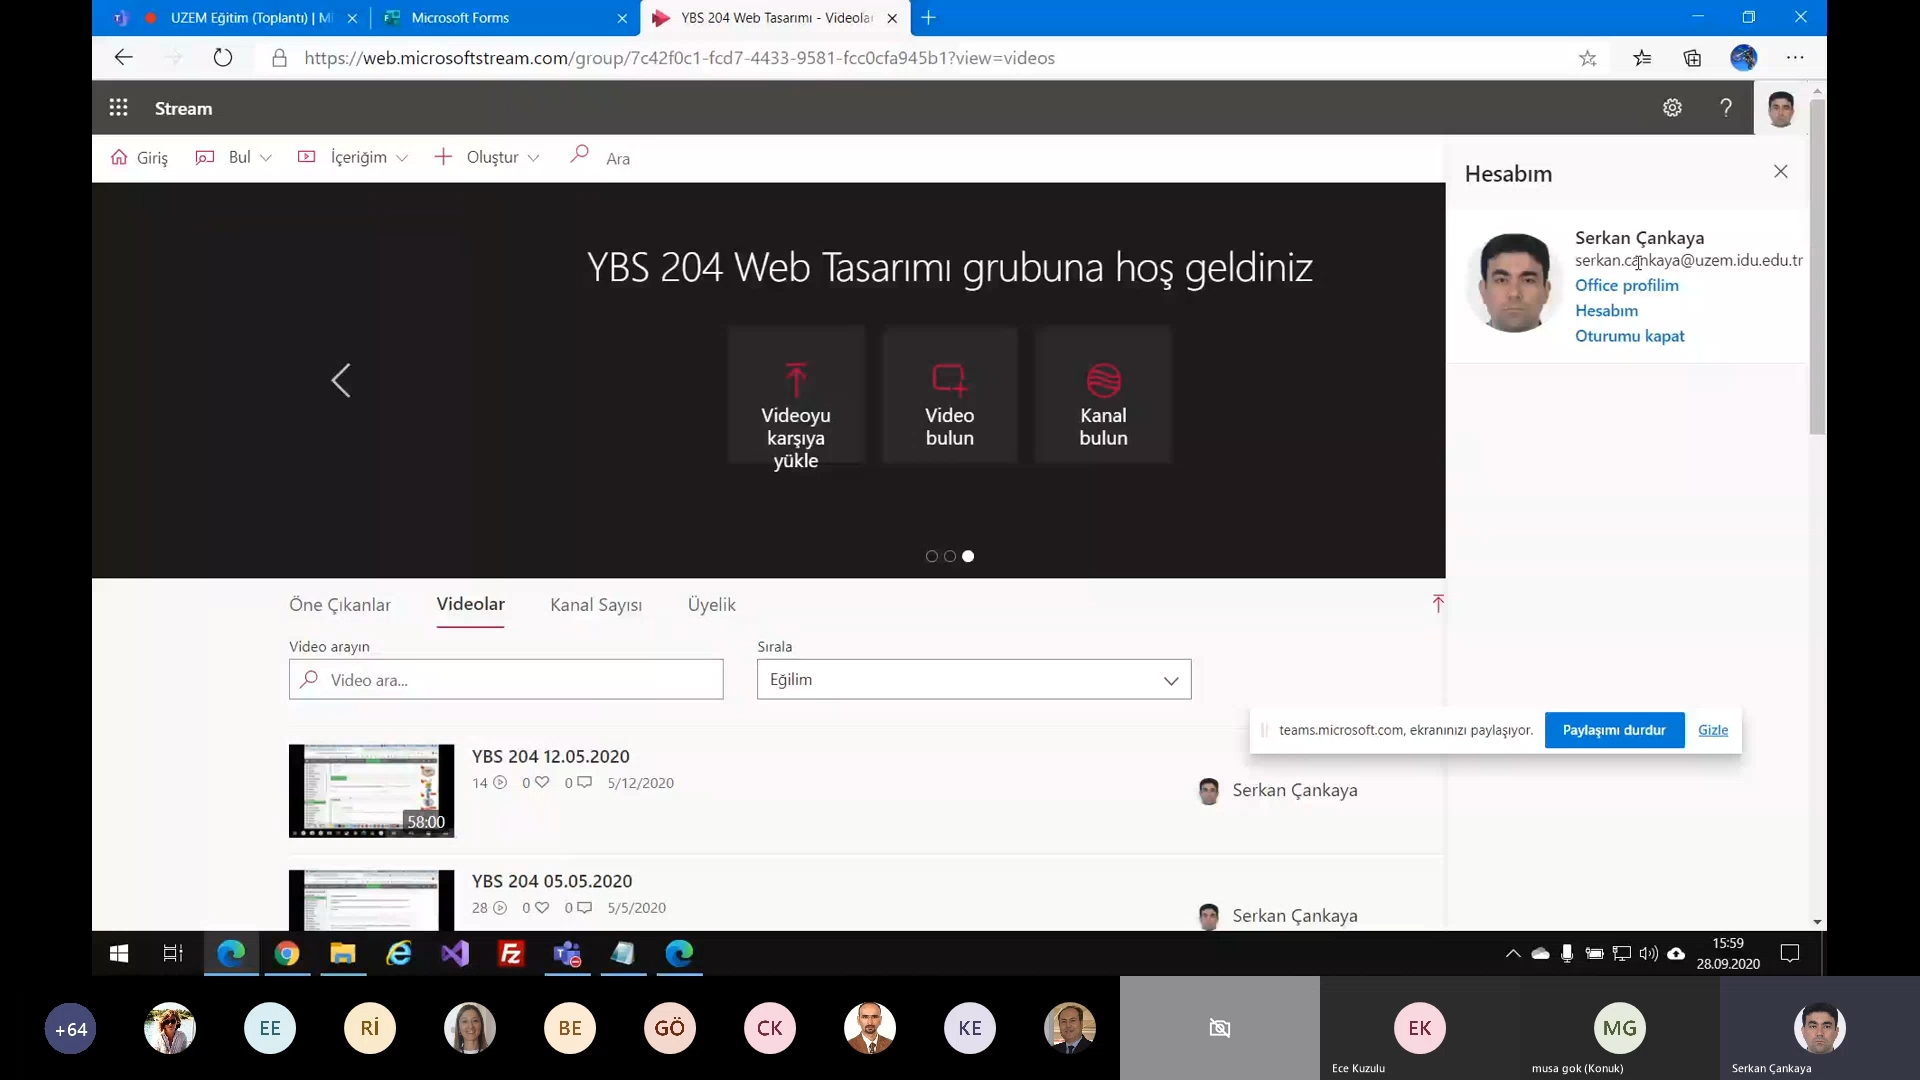 UZEM Eğitim (Toplantı) | Mi
Microsoft Forms
YBS 204 Web Tasarımı - Videola
https://web.microsoftstream.com/group/7c42f0c1-fcd7-4433-9581-fcc0cfa945b1?view=videos
Stream
Giriş
Bul
İçeriğim
Oluştur
Ara
Hesabım
Serkan Çankaya
serkan.cankaya@uzem.idu.edu.tr
Office profilim
Hesabım
Oturumu kapat
YBS 204 Web Tasarımı grubuna hoş geldiniz
Videoyu
karşıya
yükle
Video
bulun
Kanal
bulun
Öne Çıkanlar
Videolar
Kanal Sayısı
Üyelik
Video arayın
Video ara...
Sırala
Eğilim
teams.microsoft.com, ekranınızı paylaşıyor.
Paylaşımı durdur
Gizle
58:00
YBS 204 12.05.2020
14 0 0 5/12/2020
Serkan Çankaya
YBS 204 05.05.2020
28 0 0 5/5/2020
Serkan Çankaya
15:59
28.09.2020
+64
EE
Rİ
BE
GÖ
CK
KE
EK
Ece Kuzulu
MG
musa gok (Konuk)
Serkan Çankaya